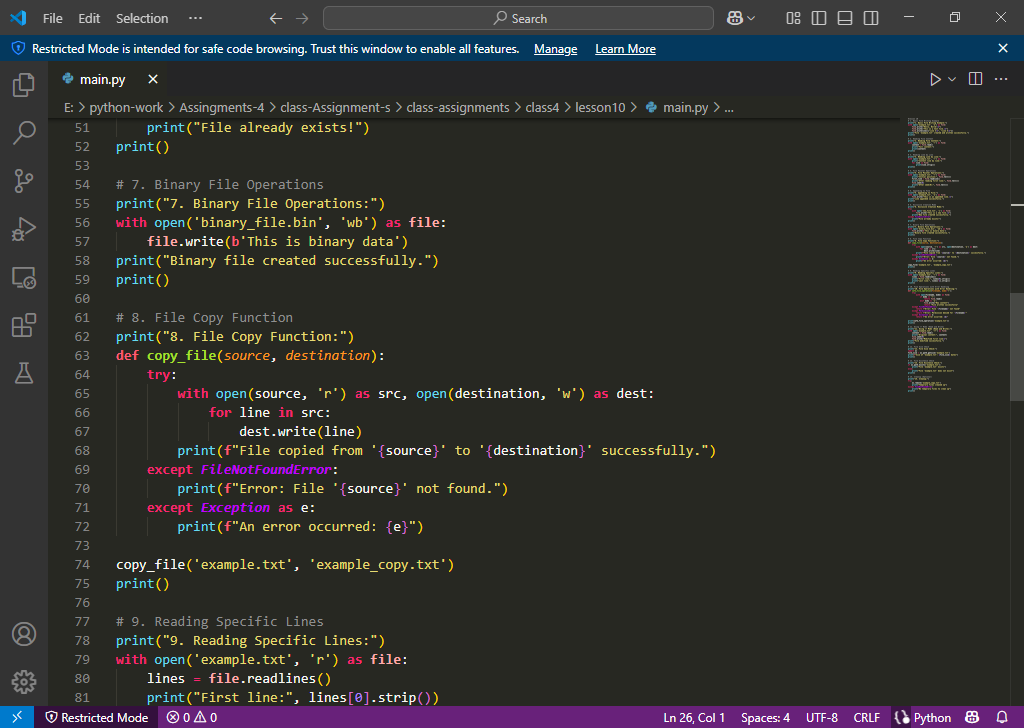 File Edit Selection ··· Search
Restricted Mode is intended for safe code browsing. Trust this window to enable all features. Manage Learn More
main.py
E: > python-work > Assingments-4 > class-Assignment-s > class-assignments > class4 > lesson10 > main.py > ...
51 print("File already exists!")
52 print()
53
54 # 7. Binary File Operations
55 print("7. Binary File Operations:")
56 with open('binary_file.bin', 'wb') as file:
57 file.write(b'This is binary data')
58 print("Binary file created successfully.")
59 print()
60
61 # 8. File Copy Function
62 print("8. File Copy Function:")
63 def copy_file(source, destination):
64 try:
65 with open(source, 'r') as src, open(destination, 'w') as dest:
66 for line in src:
67 dest.write(line)
68 print(f"File copied from '{source}' to '{destination}' successfully.")
69 except FileNotFoundError:
70 print(f"Error: File '{source}' not found.")
71 except Exception as e:
72 print(f"An error occurred: {e}")
73
74 copy_file('example.txt', 'example_copy.txt')
75 print()
76
77 # 9. Reading Specific Lines
78 print("9. Reading Specific Lines:")
79 with open('example.txt', 'r') as file:
80 lines = file.readlines()
81 print("First line:", lines[0].strip())
Restricted Mode 0 0 Ln 26, Col 1 Spaces: 4 UTF-8 CRLF Python